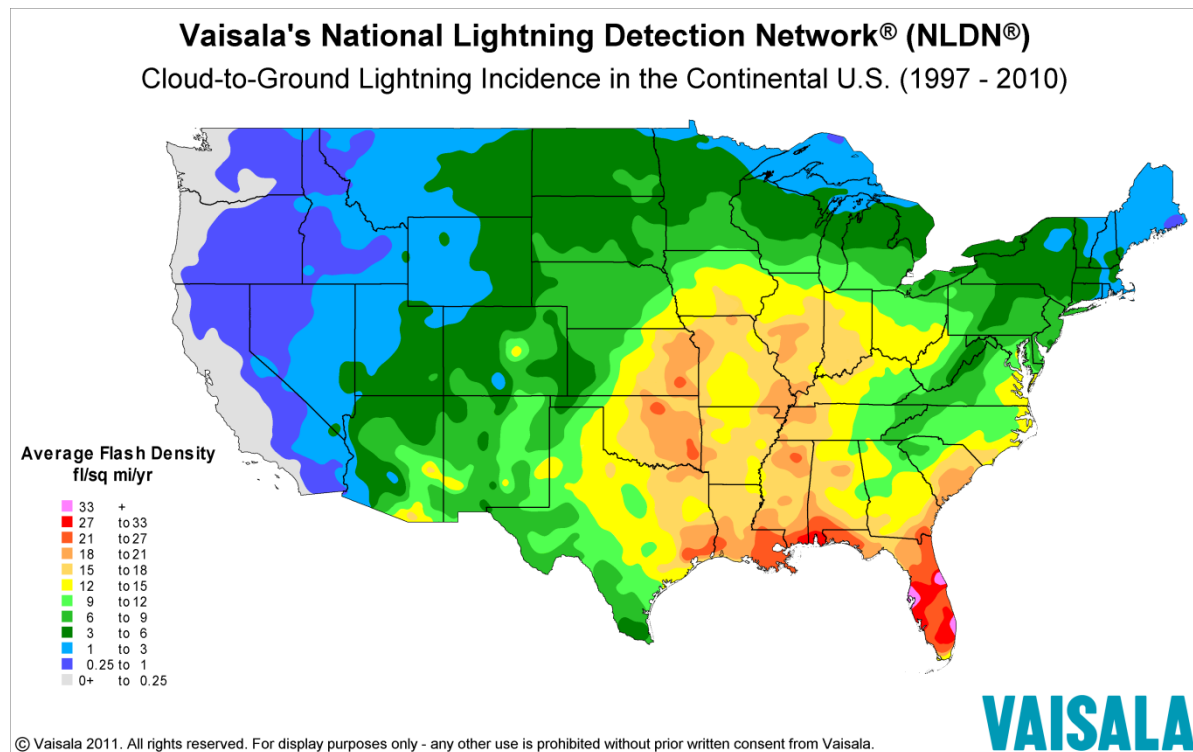 Vaisala's National Lightning Detection Network® (NLDN®)
Cloud-to-Ground Lightning Incidence in the Continental U.S. (1997 - 2010)
Average Flash Density
fl/sq mi/yr
33 +
27 to 33
21 to 27
18 to 21
15 to 18
12 to 15
9 to 12
6 to 9
3 to 6
1 to 3
0.25 to 1
0+ to 0.25
VAISALA
© Vaisala 2011. All rights reserved. For display purposes only - any other use is prohibited without prior written consent from Vaisala.